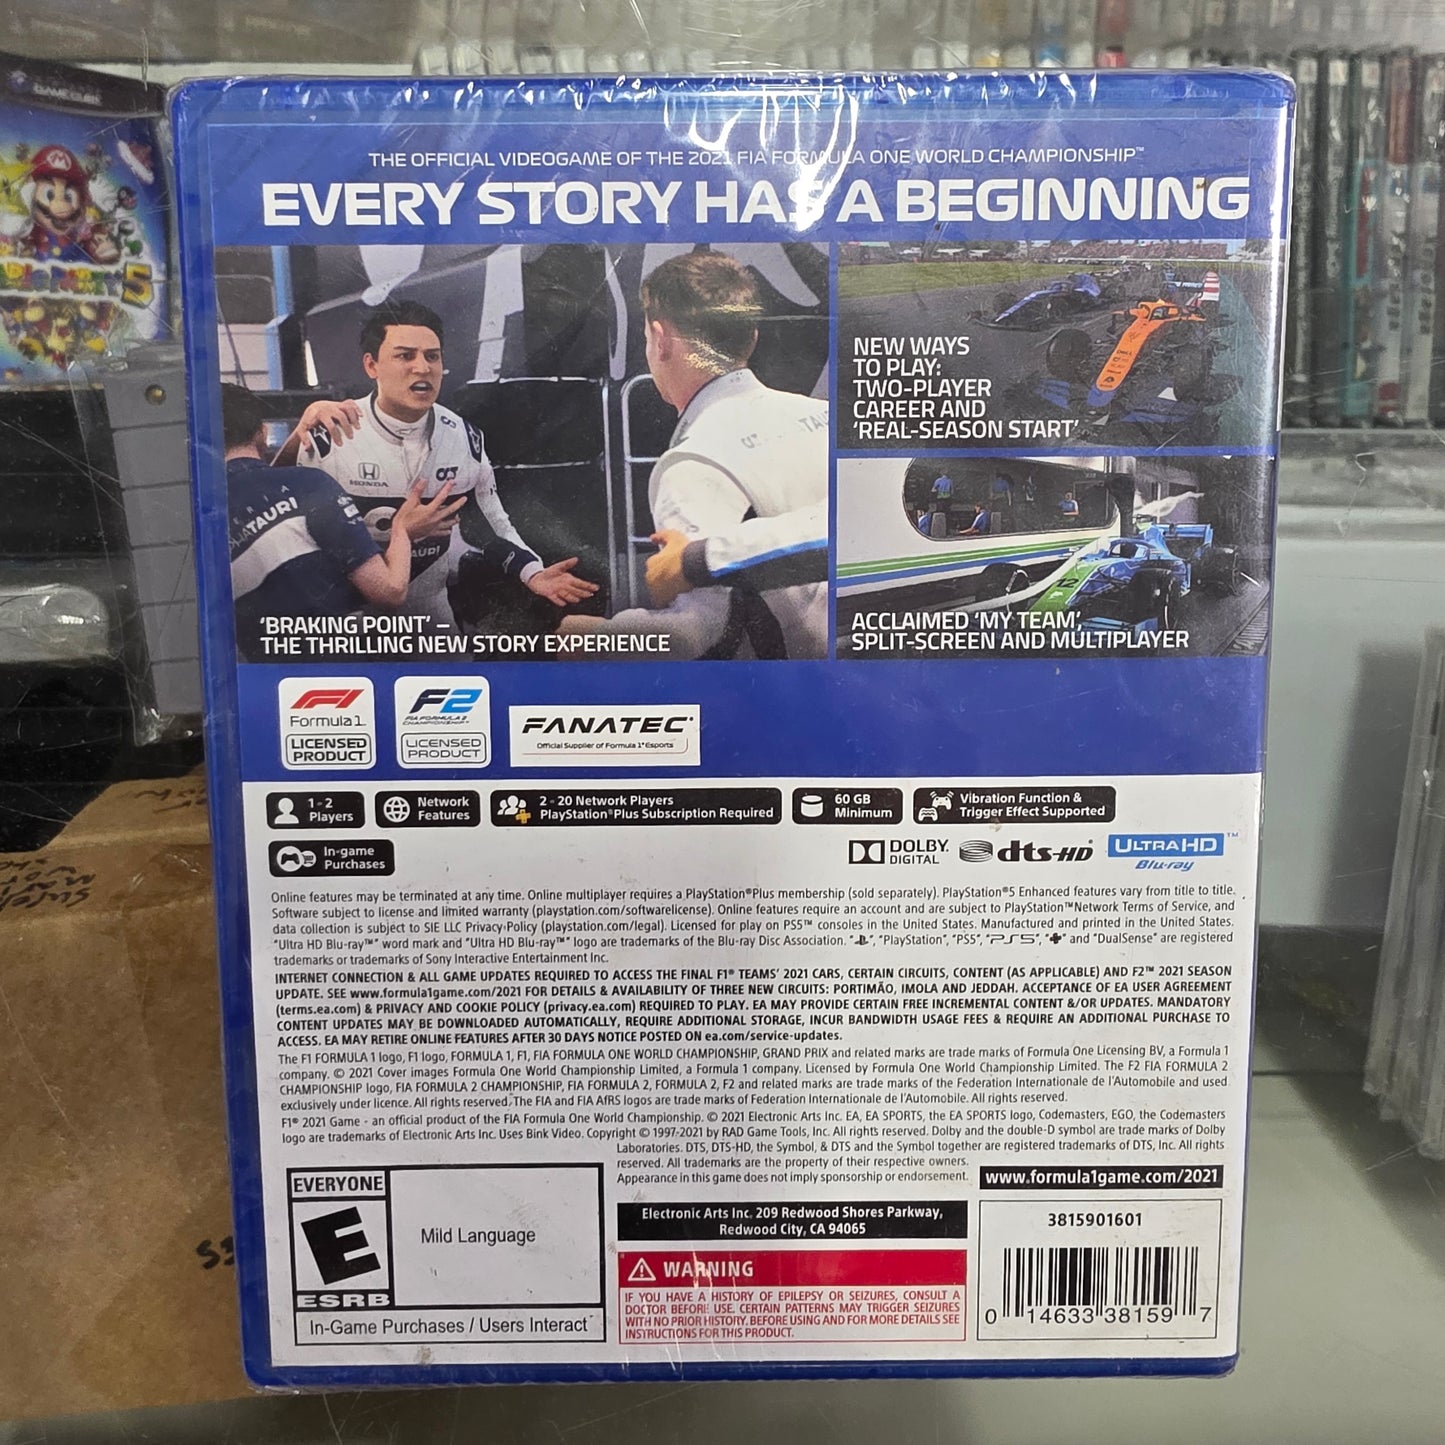 GAMECUBE
5
THE OFFICIAL VIDEOGAME OF THE 2021 FIA FORMULA ONE WORLD CHAMPIONSHIP™
EVERY STORY HAS A BEGINNING
HONDA
ALPHATAURI
TAURI
'BRAKING POINT' –
THE THRILLING NEW STORY EXPERIENCE
NEW WAYS
TO PLAY:
TWO-PLAYER
CAREER AND
'REAL-SEASON START'
12
ACCLAIMED 'MY TEAM',
SPLIT-SCREEN AND MULTIPLAYER
F1
Formula 1
LICENSED
PRODUCT
F2
FIA FORMULA 2
CHAMPIONSHIP™
LICENSED
PRODUCT
FANATEC®
Official Supplier of Formula 1® Esports
1 - 2
Players
Network
Features
2 - 20 Network Players
PlayStation®Plus Subscription Required
60 GB
Minimum
Vibration Function &
Trigger Effect Supported
In-game
Purchases
DOLBY
DIGITAL
dts-HD
ULTRA HD™
Blu-ray
Online features may be terminated at any time. Online multiplayer requires a PlayStation®Plus membership (sold separately). PlayStation®5 Enhanced features vary from title to title.
Software subject to license and limited warranty (playstation.com/softwarelicense). Online features require an account and are subject to PlayStation™Network Terms of Service, and
data collection is subject to SIE LLC Privacy Policy (playstation.com/legal). Licensed for play on PS5™ consoles in the United States. Manufactured and printed in the United States.
"Ultra HD Blu-ray™" word mark and "Ultra HD Blu-ray™" logo are trademarks of the Blu-ray Disc Association. "PS", "PlayStation", "PS5", "PS5", "✚" and "DualSense" are registered
trademarks or trademarks of Sony Interactive Entertainment Inc.
INTERNET CONNECTION & ALL GAME UPDATES REQUIRED TO ACCESS THE FINAL F1® TEAMS' 2021 CARS, CERTAIN CIRCUITS, CONTENT (AS APPLICABLE) AND F2™ 2021 SEASON
UPDATE. SEE www.formula1game.com/2021 FOR DETAILS & AVAILABILITY OF THREE NEW CIRCUITS: PORTIMÃO, IMOLA AND JEDDAH. ACCEPTANCE OF EA USER AGREEMENT
(terms.ea.com) & PRIVACY AND COOKIE POLICY (privacy.ea.com) REQUIRED TO PLAY. EA MAY PROVIDE CERTAIN FREE INCREMENTAL CONTENT &/OR UPDATES. MANDATORY
CONTENT UPDATES MAY BE DOWNLOADED AUTOMATICALLY, REQUIRE ADDITIONAL STORAGE, INCUR BANDWIDTH USAGE FEES & REQUIRE AN ADDITIONAL PURCHASE TO
ACCESS. EA MAY RETIRE ONLINE FEATURES AFTER 30 DAYS NOTICE POSTED ON ea.com/service-updates.
The F1 FORMULA 1 logo, F1 logo, FORMULA 1, F1, FIA FORMULA ONE WORLD CHAMPIONSHIP, GRAND PRIX and related marks are trade marks of Formula One Licensing BV, a Formula 1
company. © 2021 Cover images Formula One World Championship Limited, a Formula 1 company. Licensed by Formula One World Championship Limited. The F2 FIA FORMULA 2
CHAMPIONSHIP logo, FIA FORMULA 2 CHAMPIONSHIP, FIA FORMULA 2, FORMULA 2, F2 and related marks are trade marks of the Federation Internationale de l'Automobile and used
exclusively under licence. All rights reserved. The FIA and FIA AfRS logos are trade marks of Federation Internationale de l'Automobile. All rights reserved.
F1® 2021 Game - an official product of the FIA Formula One World Championship. © 2021 Electronic Arts Inc. EA, EA SPORTS, the EA SPORTS logo, Codemasters, EGO, the Codemasters
logo are trademarks of Electronic Arts Inc. Uses Bink Video. Copyright © 1997-2021 by RAD Game Tools, Inc. All rights reserved. Dolby and the double-D symbol are trade marks of Dolby
Laboratories. DTS, DTS-HD, the Symbol, & DTS and the Symbol together are registered trademarks of DTS, Inc. All rights
reserved. All trademarks are the property of their respective owners.
Appearance in this game does not imply sponsorship or endorsement.
www.formula1game.com/2021
EVERYONE
E
ESRB
Mild Language
In-Game Purchases / Users Interact
Electronic Arts Inc. 209 Redwood Shores Parkway,
Redwood City, CA 94065
WARNING
IF YOU HAVE A HISTORY OF EPILEPSY OR SEIZURES, CONSULT A
DOCTOR BEFORE USE. CERTAIN PATTERNS MAY TRIGGER SEIZURES
WITH NO PRIOR HISTORY. BEFORE USING AND FOR MORE DETAILS SEE
INSTRUCTIONS FOR THIS PRODUCT.
3815901601
0 14633 38159 7